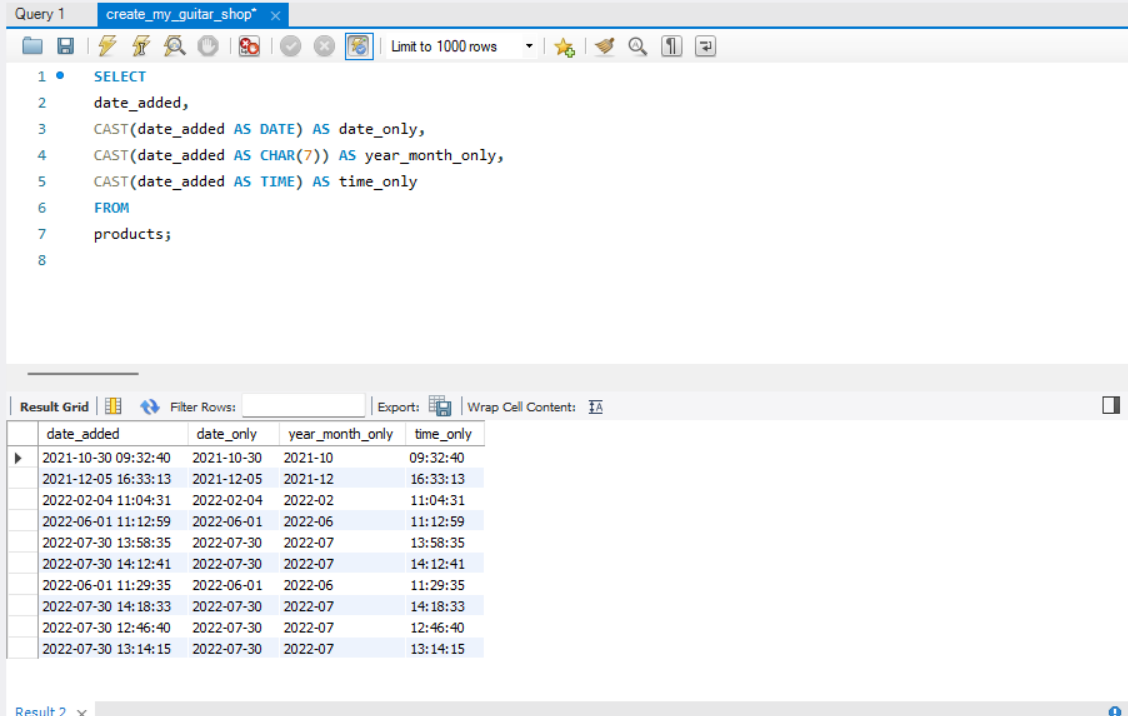 Query 1 create_my_guitar_shop*
Limit to 1000 rows
1 SELECT
2 date_added,
3 CAST(date_added AS DATE) AS date_only,
4 CAST(date_added AS CHAR(7)) AS year_month_only,
5 CAST(date_added AS TIME) AS time_only
6 FROM
7 products;
8
Result Grid Filter Rows: Export: Wrap Cell Content: IA
date_added date_only year_month_only time_only
2021-10-30 09:32:40 2021-10-30 2021-10 09:32:40
2021-12-05 16:33:13 2021-12-05 2021-12 16:33:13
2022-02-04 11:04:31 2022-02-04 2022-02 11:04:31
2022-06-01 11:12:59 2022-06-01 2022-06 11:12:59
2022-07-30 13:58:35 2022-07-30 2022-07 13:58:35
2022-07-30 14:12:41 2022-07-30 2022-07 14:12:41
2022-06-01 11:29:35 2022-06-01 2022-06 11:29:35
2022-07-30 14:18:33 2022-07-30 2022-07 14:18:33
2022-07-30 12:46:40 2022-07-30 2022-07 12:46:40
2022-07-30 13:14:15 2022-07-30 2022-07 13:14:15
Result 2